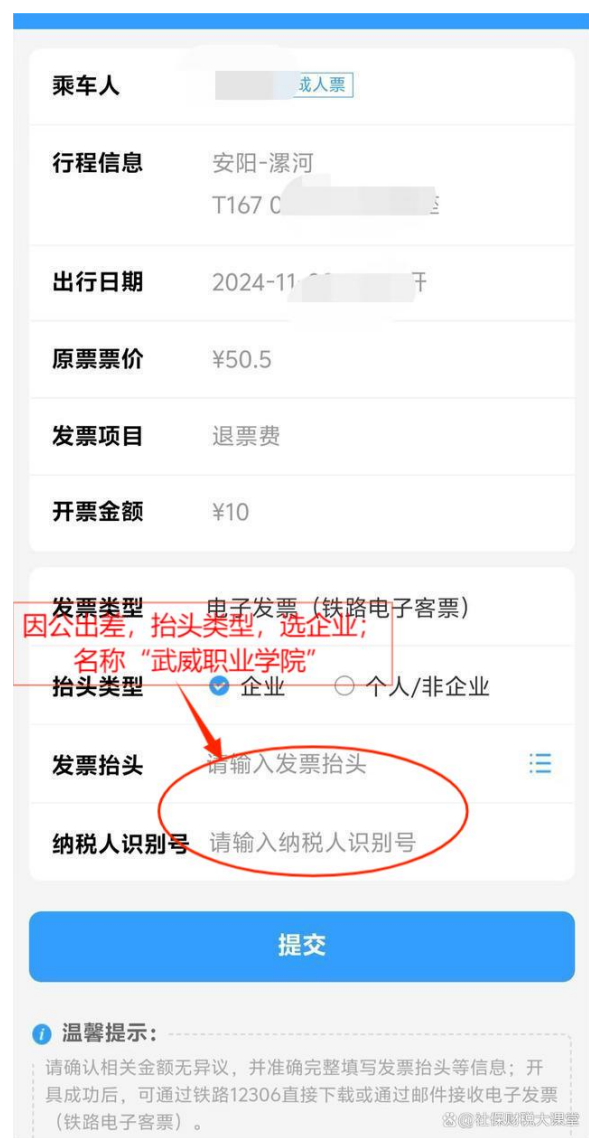 乘车人 成人票
行程信息 安阳-漯河
T167
出行日期 2024-11 开
原票票价 ¥50.5
发票项目 退票费
开票金额 ¥10
发票类型 电子发票（铁路电子客票）
因公出差，抬头类型，选企业；
名称“武威职业学院”
抬头类型 企业 个人/非企业
发票抬头 请输入发票抬头
纳税人识别号 请输入纳税人识别号
提交
温馨提示：
请确认相关金额无异议，并准确完整填写发票抬头等信息；开
具成功后，可通过铁路12306直接下载或通过邮件接收电子发票
（铁路电子客票）。
@社保财税大课堂